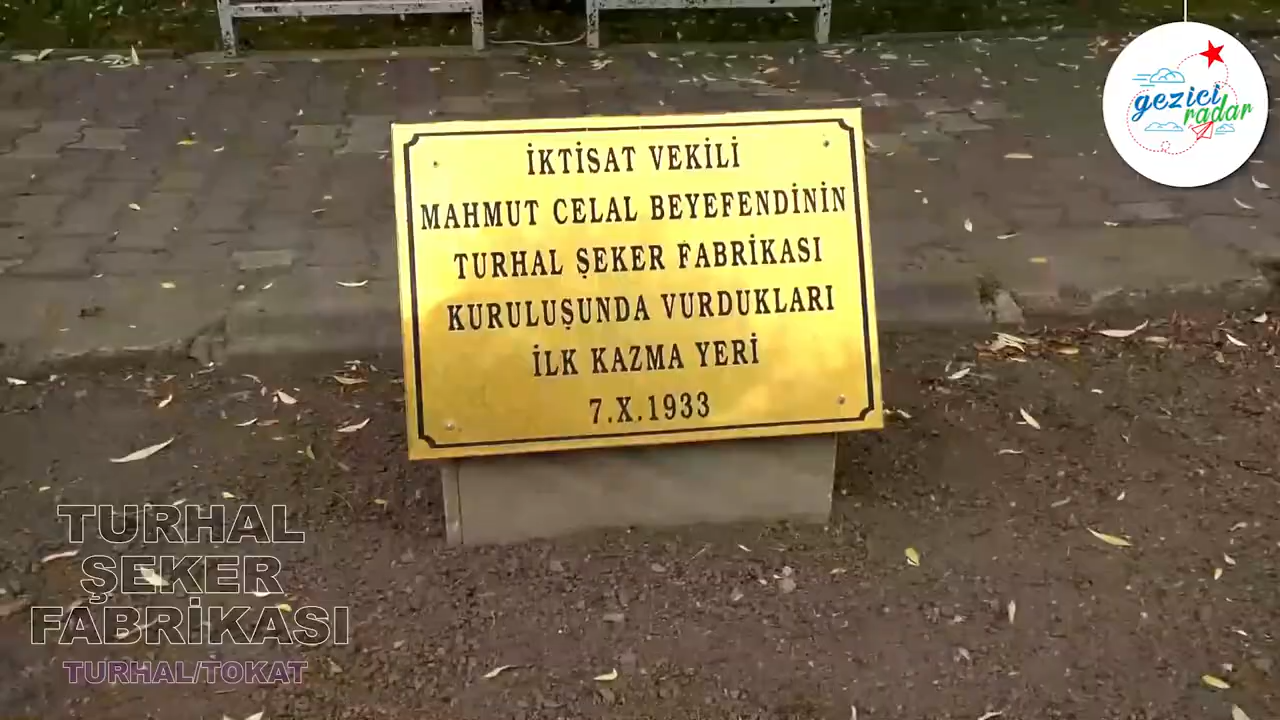 gezici
radar
İKTİSAT VEKİLİ
MAHMUT CELAL BEYEFENDİNİN
TURHAL ŞEKER FABRİKASI
KURULUŞUNDA VURDUKLARI
İLK KAZMA YERİ
7.X.1933
TURHAL
ŞEKER
FABRİKASI
TURHAL/TOKAT